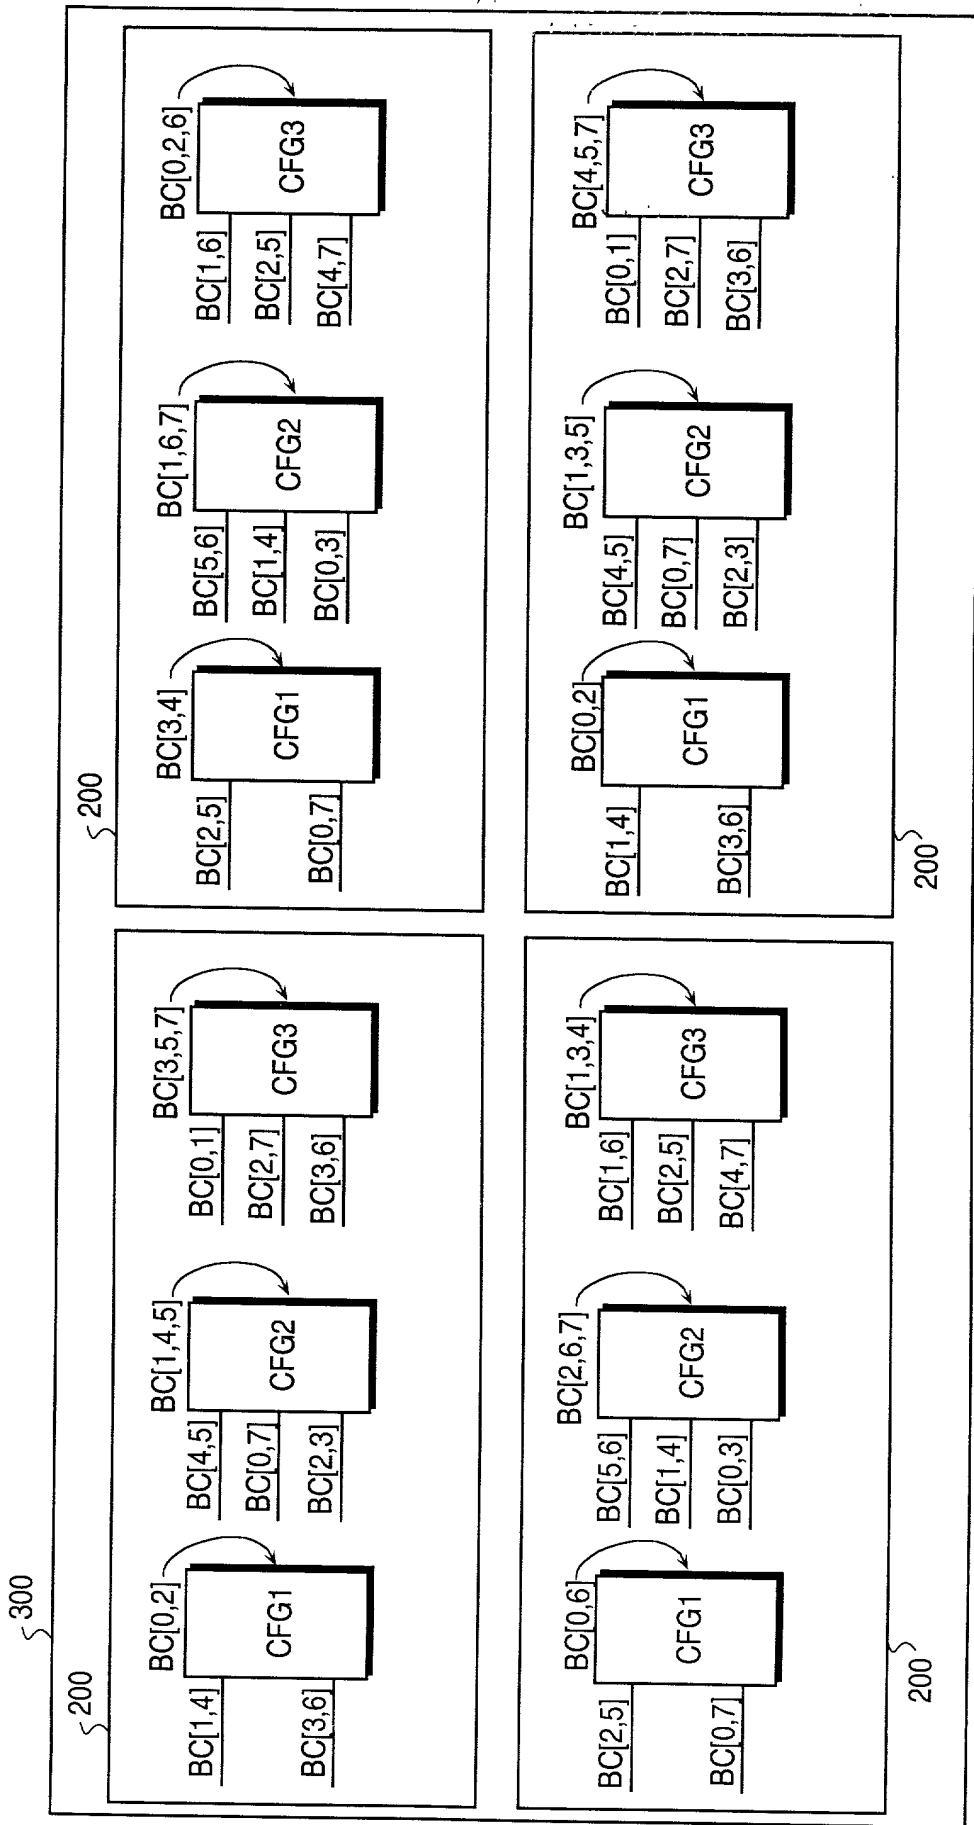 300
200
BC[0,2]
BC[1,4]
CFG1
BC[3,6]
BC[1,4,5]
BC[4,5]
BC[0,7]
CFG2
BC[2,3]
BC[3,5,7]
BC[0,1]
BC[2,7]
CFG3
BC[3,6]
200
BC[3,4]
BC[2,5]
CFG1
BC[0,7]
BC[1,6,7]
BC[5,6]
BC[1,4]
CFG2
BC[0,3]
BC[0,2,6]
BC[1,6]
BC[2,5]
CFG3
BC[4,7]
BC[0,6]
BC[2,5]
CFG1
BC[0,7]
BC[2,6,7]
BC[5,6]
BC[1,4]
CFG2
BC[0,3]
BC[1,3,4]
BC[1,6]
BC[2,5]
CFG3
BC[4,7]
200
BC[0,2]
BC[1,4]
CFG1
BC[3,6]
BC[1,3,5]
BC[4,5]
BC[0,7]
CFG2
BC[2,3]
BC[4,5,7]
BC[0,1]
BC[2,7]
CFG3
BC[3,6]
200